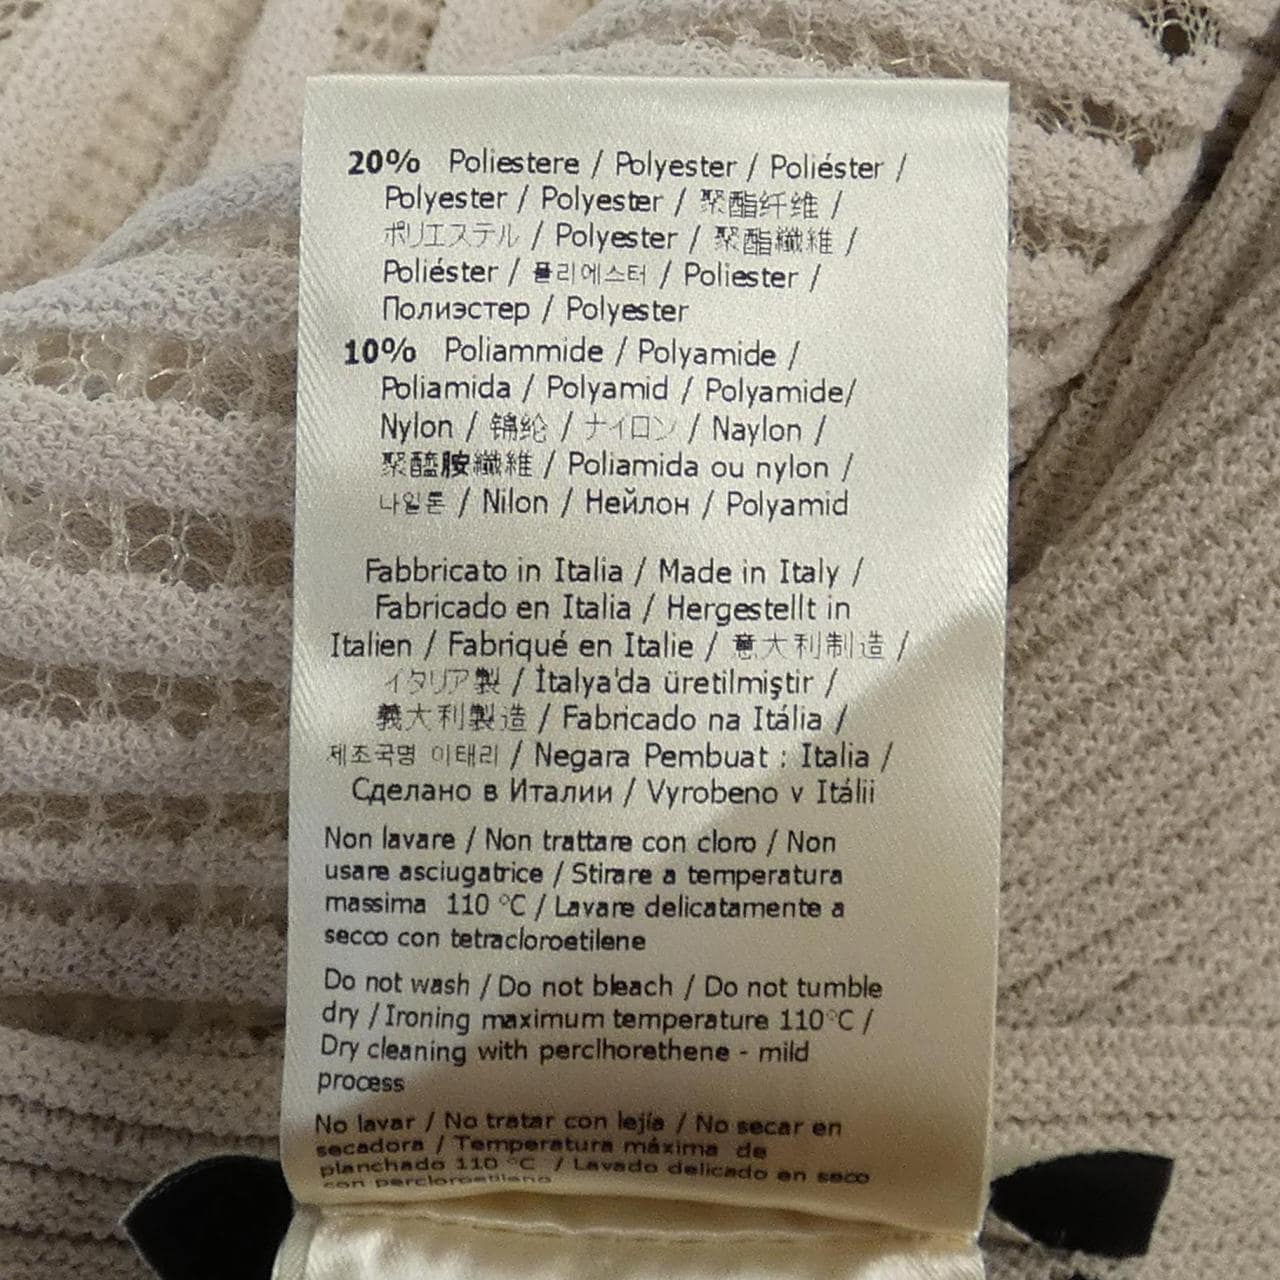 20% Poliestere / Polyester / Poliéster /
Polyester / Polyester / 聚酯纤维 /
ポリエステル / Polyester / 聚酯纖維 /
Poliéster / 폴리에스터 / Poliester /
Полиэстер / Polyester
10% Poliammide / Polyamide /
Poliamida / Polyamid / Polyamide/
Nylon / 锦纶 / ナイロン / Naylon /
聚醯胺纖維 / Poliamida ou nylon /
나일론 / Nilon / Нейлон / Polyamid
Fabbricato in Italia / Made in Italy /
Fabricado en Italia / Hergestellt in
Italien / Fabriqué en Italie / 意大利制造 /
イタリア製 / İtalya'da üretilmiştir /
義大利製造 / Fabricado na Itália /
제조국명 이태리 / Negara Pembuat : Italia /
Сделано в Италии / Vyrobeno v Itálii
Non lavare / Non trattare con cloro / Non
usare asciugatrice / Stirare a temperatura
massima 110 °C / Lavare delicatamente a
secco con tetracloroetilene
Do not wash / Do not bleach / Do not tumble
dry / Ironing maximum temperature 110°C /
Dry cleaning with perclhorethene - mild
process
No lavar / No tratar con lejía / No secar en
secadora / Temperatura máxima de
planchado 110 °C / Lavado delicado en seco
con percloroetileno